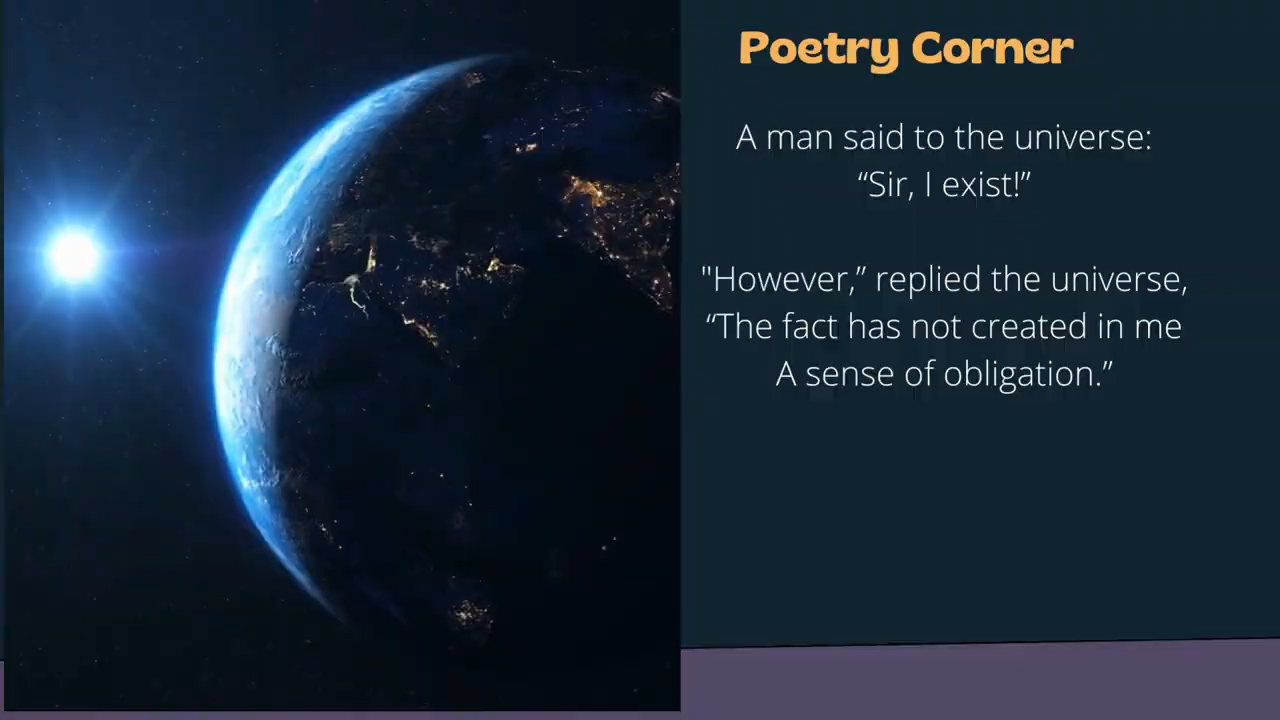 Poetry Corner
A man said to the universe:
“Sir, I exist!”
"However,” replied the universe,
“The fact has not created in me
A sense of obligation.”